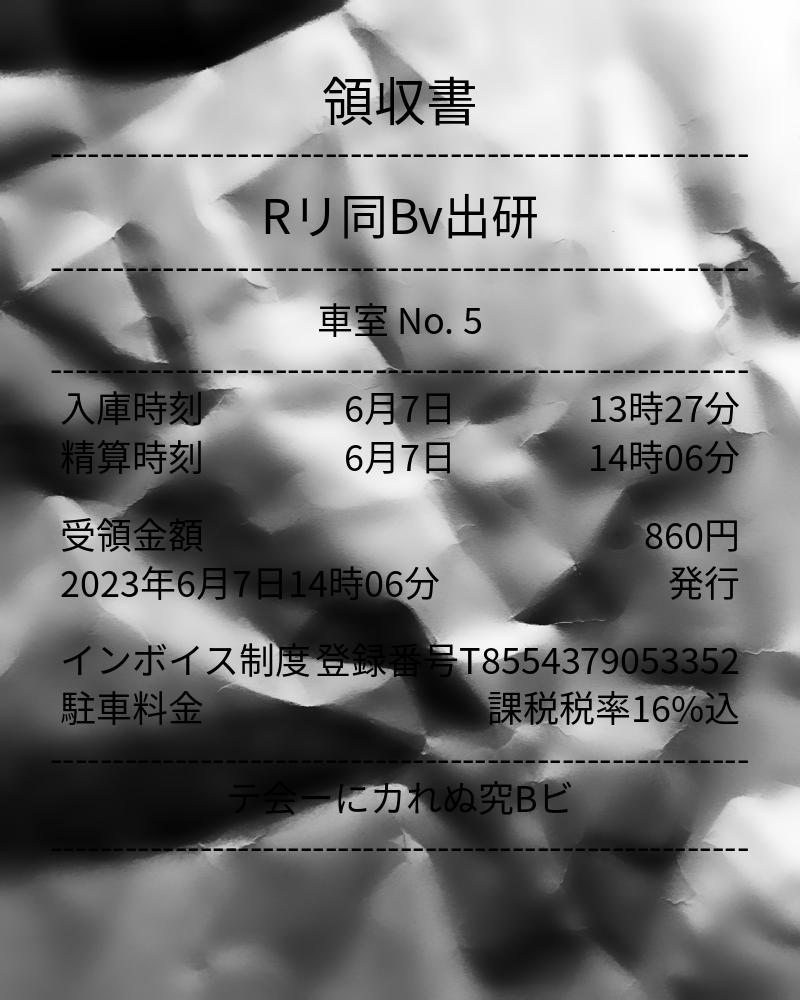 領収書
Rリ同Bv出研
車室 No. 5
入庫時刻 6月7日 13時27分
精算時刻 6月7日 14時06分
受領金額 860円
2023年6月7日14時06分 発行
インボイス制度 登録番号T8554379053352
駐車料金 課税税率16%込
テ会ーに力れぬ究Bビ